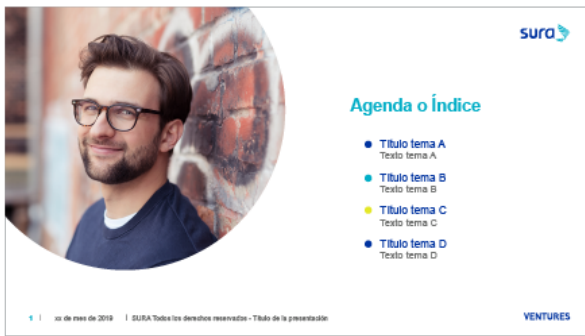 sura
Agenda o Índice
Título tema A
Texto tema A
Título tema B
Texto tema B
Título tema C
Texto tema C
Título tema D
Texto tema D
1 | xx de mes de 2019 | SURA Todos los derechos reservados - Título de la presentación
VENTURES